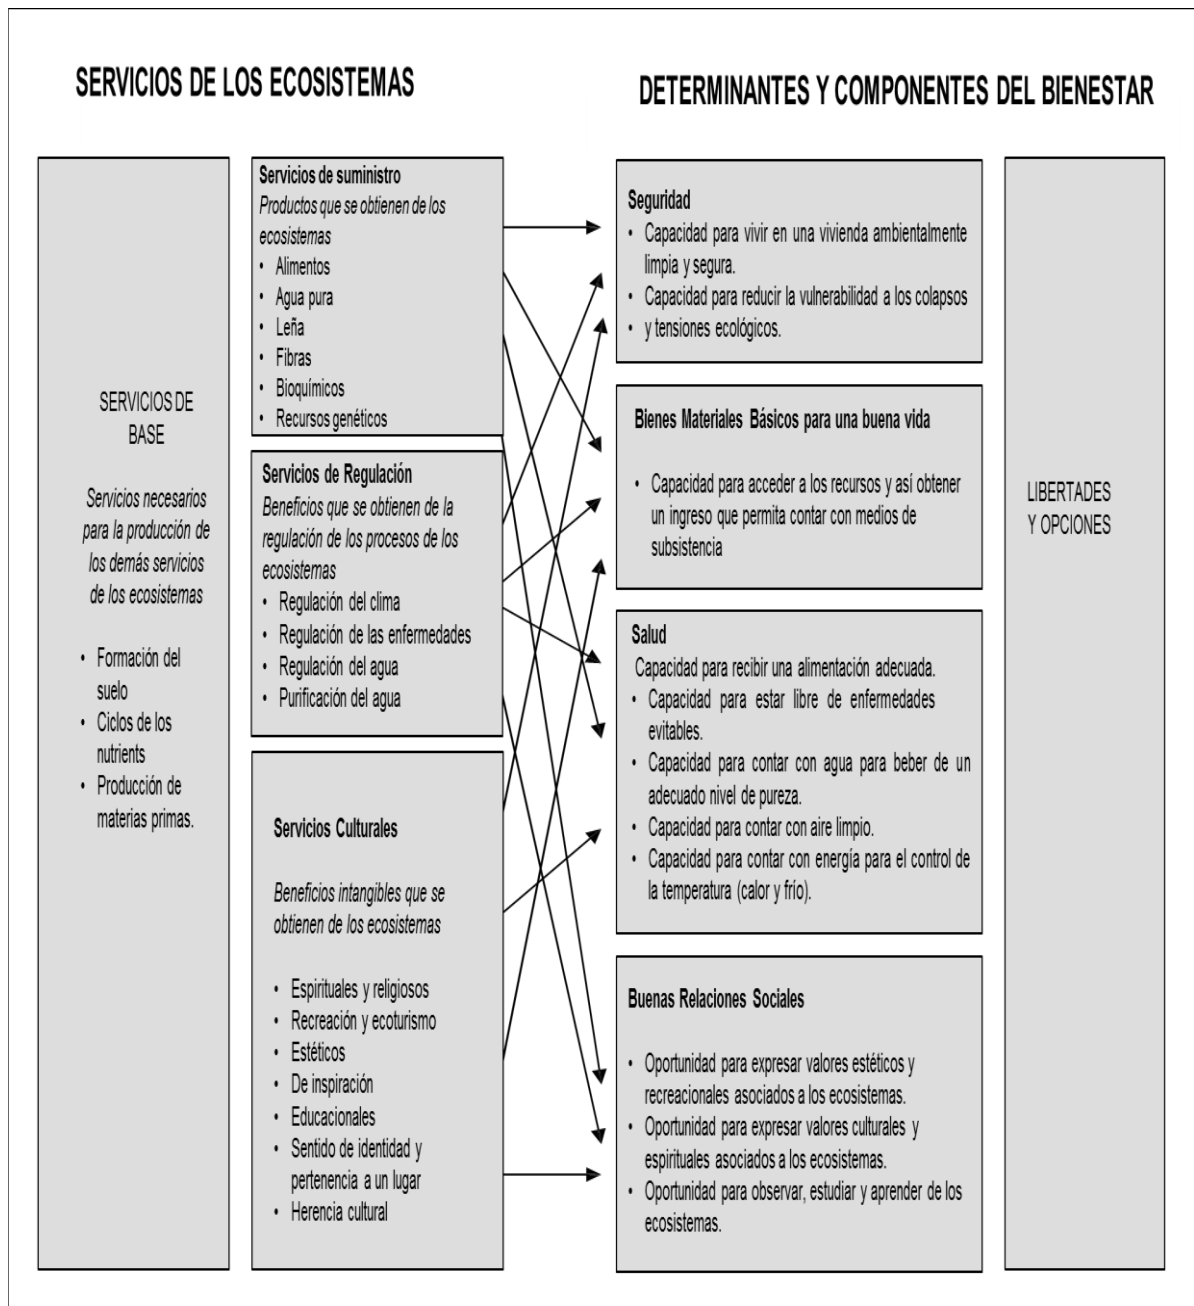 SERVICIOS DE LOS ECOSISTEMAS
DETERMINANTES Y COMPONENTES DEL BIENESTAR
SERVICIOS DE
BASE
Servicios necesarios
para la producción de
los demás servicios
de los ecosistemas
• Formación del
suelo
• Ciclos de los
nutrients
• Producción de
materias primas.
Servicios de suministro
Productos que se obtienen de los
ecosistemas
• Alimentos
• Agua pura
• Leña
• Fibras
• Bioquímicos
• Recursos genéticos
Servicios de Regulación
Beneficios que se obtienen de la
regulación de los procesos de los
ecosistemas
• Regulación del clima
• Regulación de las enfermedades
• Regulación del agua
• Purificación del agua
Servicios Culturales
Beneficios intangibles que se
obtienen de los ecosistemas
• Espirituales y religiosos
• Recreación y ecoturismo
• Estéticos
• De inspiración
• Educacionales
• Sentido de identidad y
pertenencia a un lugar
• Herencia cultural
Seguridad
• Capacidad para vivir en una vivienda ambientalmente
limpia y segura.
• Capacidad para reducir la vulnerabilidad a los colapsos
• y tensiones ecológicos.
Bienes Materiales Básicos para una buena vida
• Capacidad para acceder a los recursos y así obtener
un ingreso que permita contar con medios de
subsistencia
Salud
Capacidad para recibir una alimentación adecuada.
• Capacidad para estar libre de enfermedades
evitables.
• Capacidad para contar con agua para beber de un
adecuado nivel de pureza.
• Capacidad para contar con aire limpio.
• Capacidad para contar con energía para el control de
la temperatura (calor y frío).
Buenas Relaciones Sociales
• Oportunidad para expresar valores estéticos y
recreacionales asociados a los ecosistemas.
• Oportunidad para expresar valores culturales y
espirituales asociados a los ecosistemas.
• Oportunidad para observar, estudiar y aprender de los
ecosistemas.
LIBERTADES
Y OPCIONES